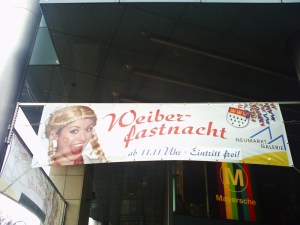 Weiber-
fastnacht
ab 11.11 Uhr - Eintritt frei!
NEUMARKT
GALERIE
M
Mayersche